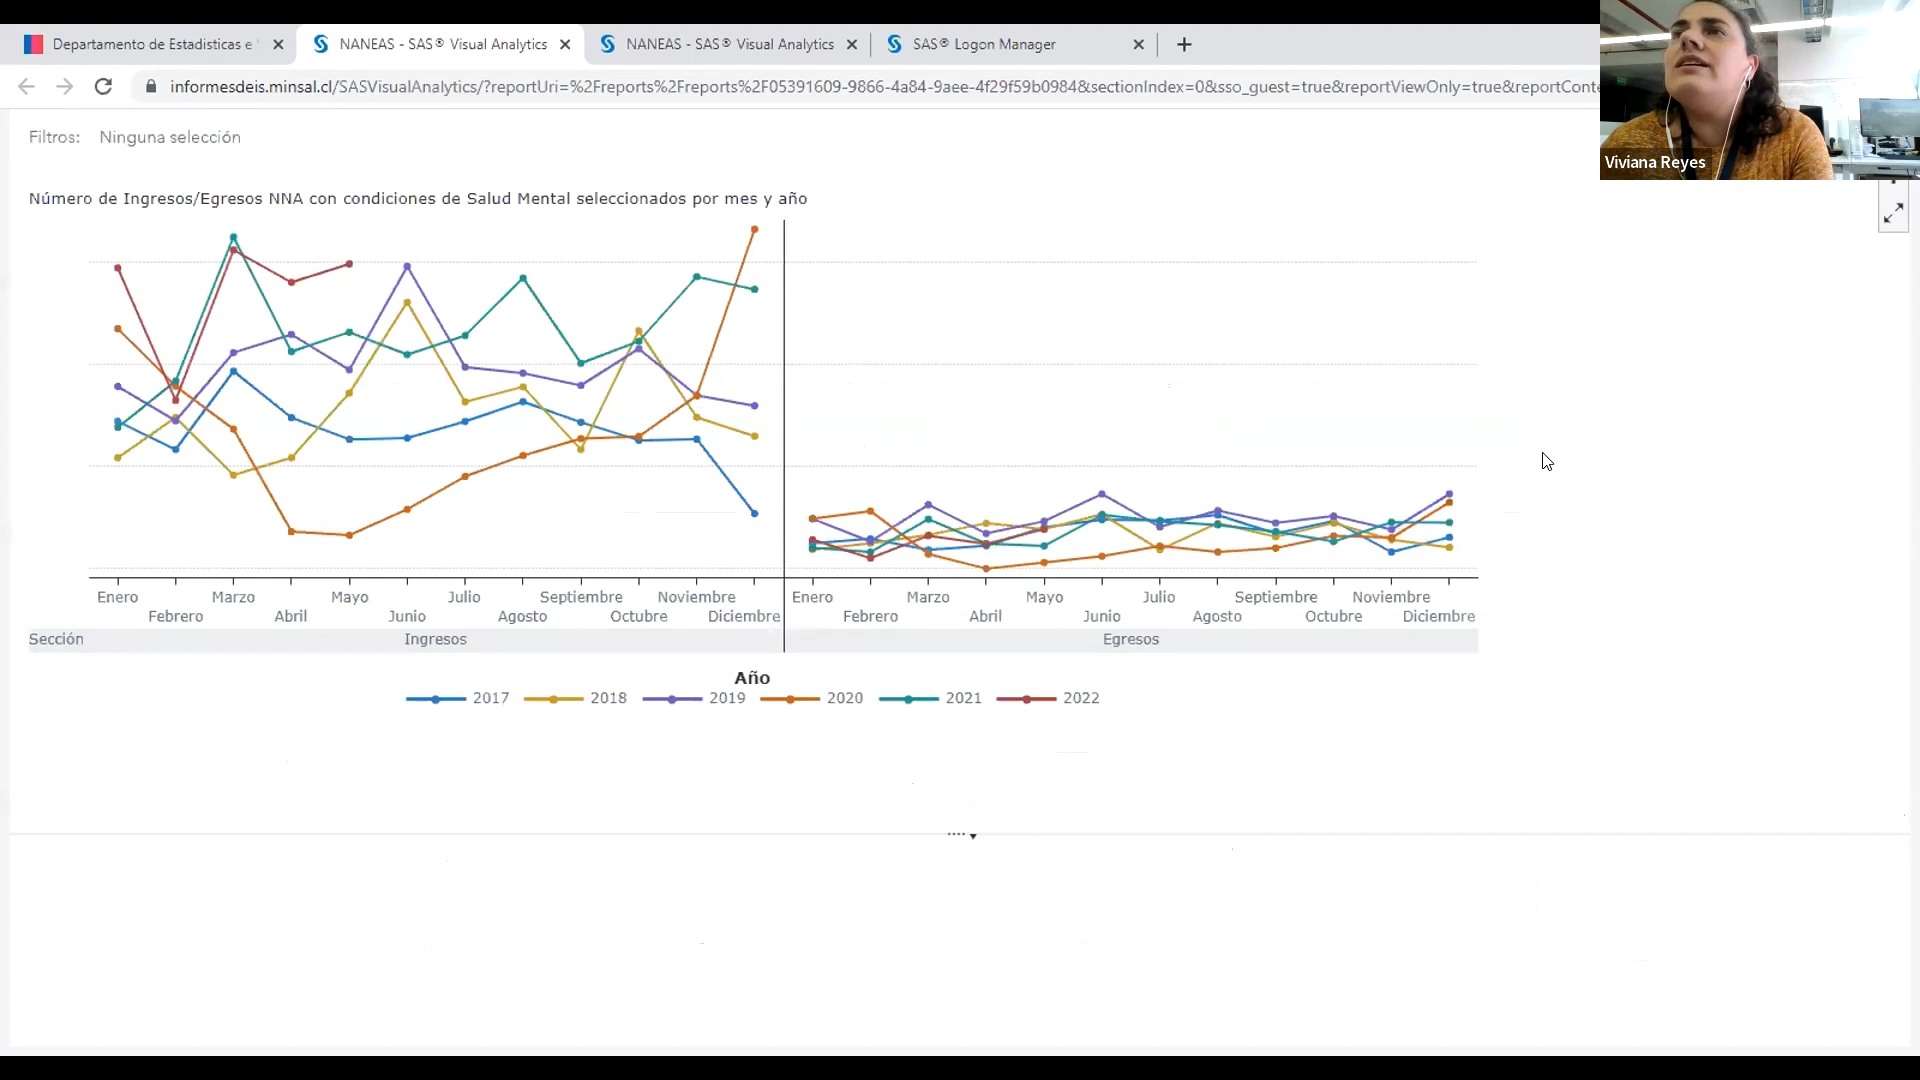 Departamento de Estadisticas e
NANEAS - SAS® Visual Analytics
NANEAS - SAS® Visual Analytics
SAS® Logon Manager
informesdeis.minsal.cl/SASVisualAnalytics/?reportUri=%2Freports%2Freports%2F05391609-9866-4a84-9aee-4f29f59b0984&sectionIndex=0&sso_guest=true&reportViewOnly=true&reportConte
Viviana Reyes
Filtros: Ninguna selección
Número de Ingresos/Egresos NNA con condiciones de Salud Mental seleccionados por mes y año
Enero Marzo Mayo Julio Septiembre Noviembre Enero Marzo Mayo Julio Septiembre Noviembre
Febrero Abril Junio Agosto Octubre Diciembre Febrero Abril Junio Agosto Octubre Diciembre
Sección Ingresos Egresos
Año
2017 2018 2019 2020 2021 2022